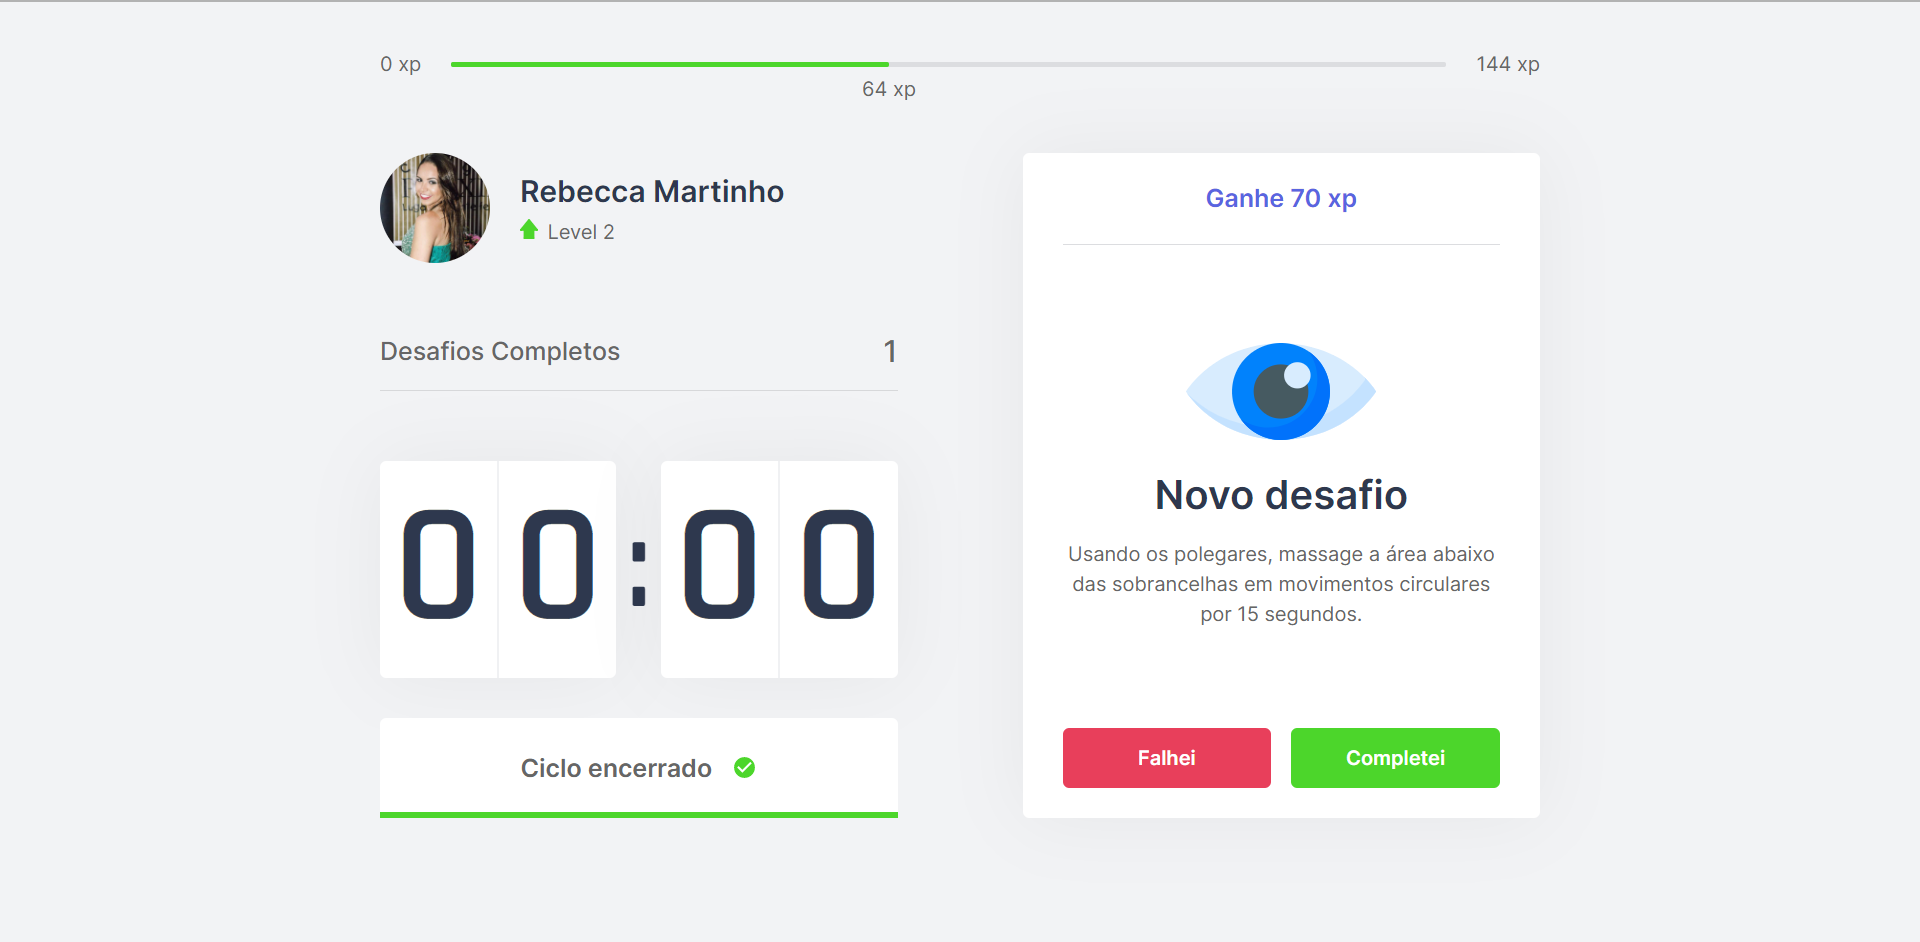 0 xp
144 xp
64 xp
Rebecca Martinho
Level 2
Desafios Completos 1
00:00
Ciclo encerrado
Ganhe 70 xp
Novo desafio
Usando os polegares, massage a área abaixo
das sobrancelhas em movimentos circulares
por 15 segundos.
Falhei
Completei